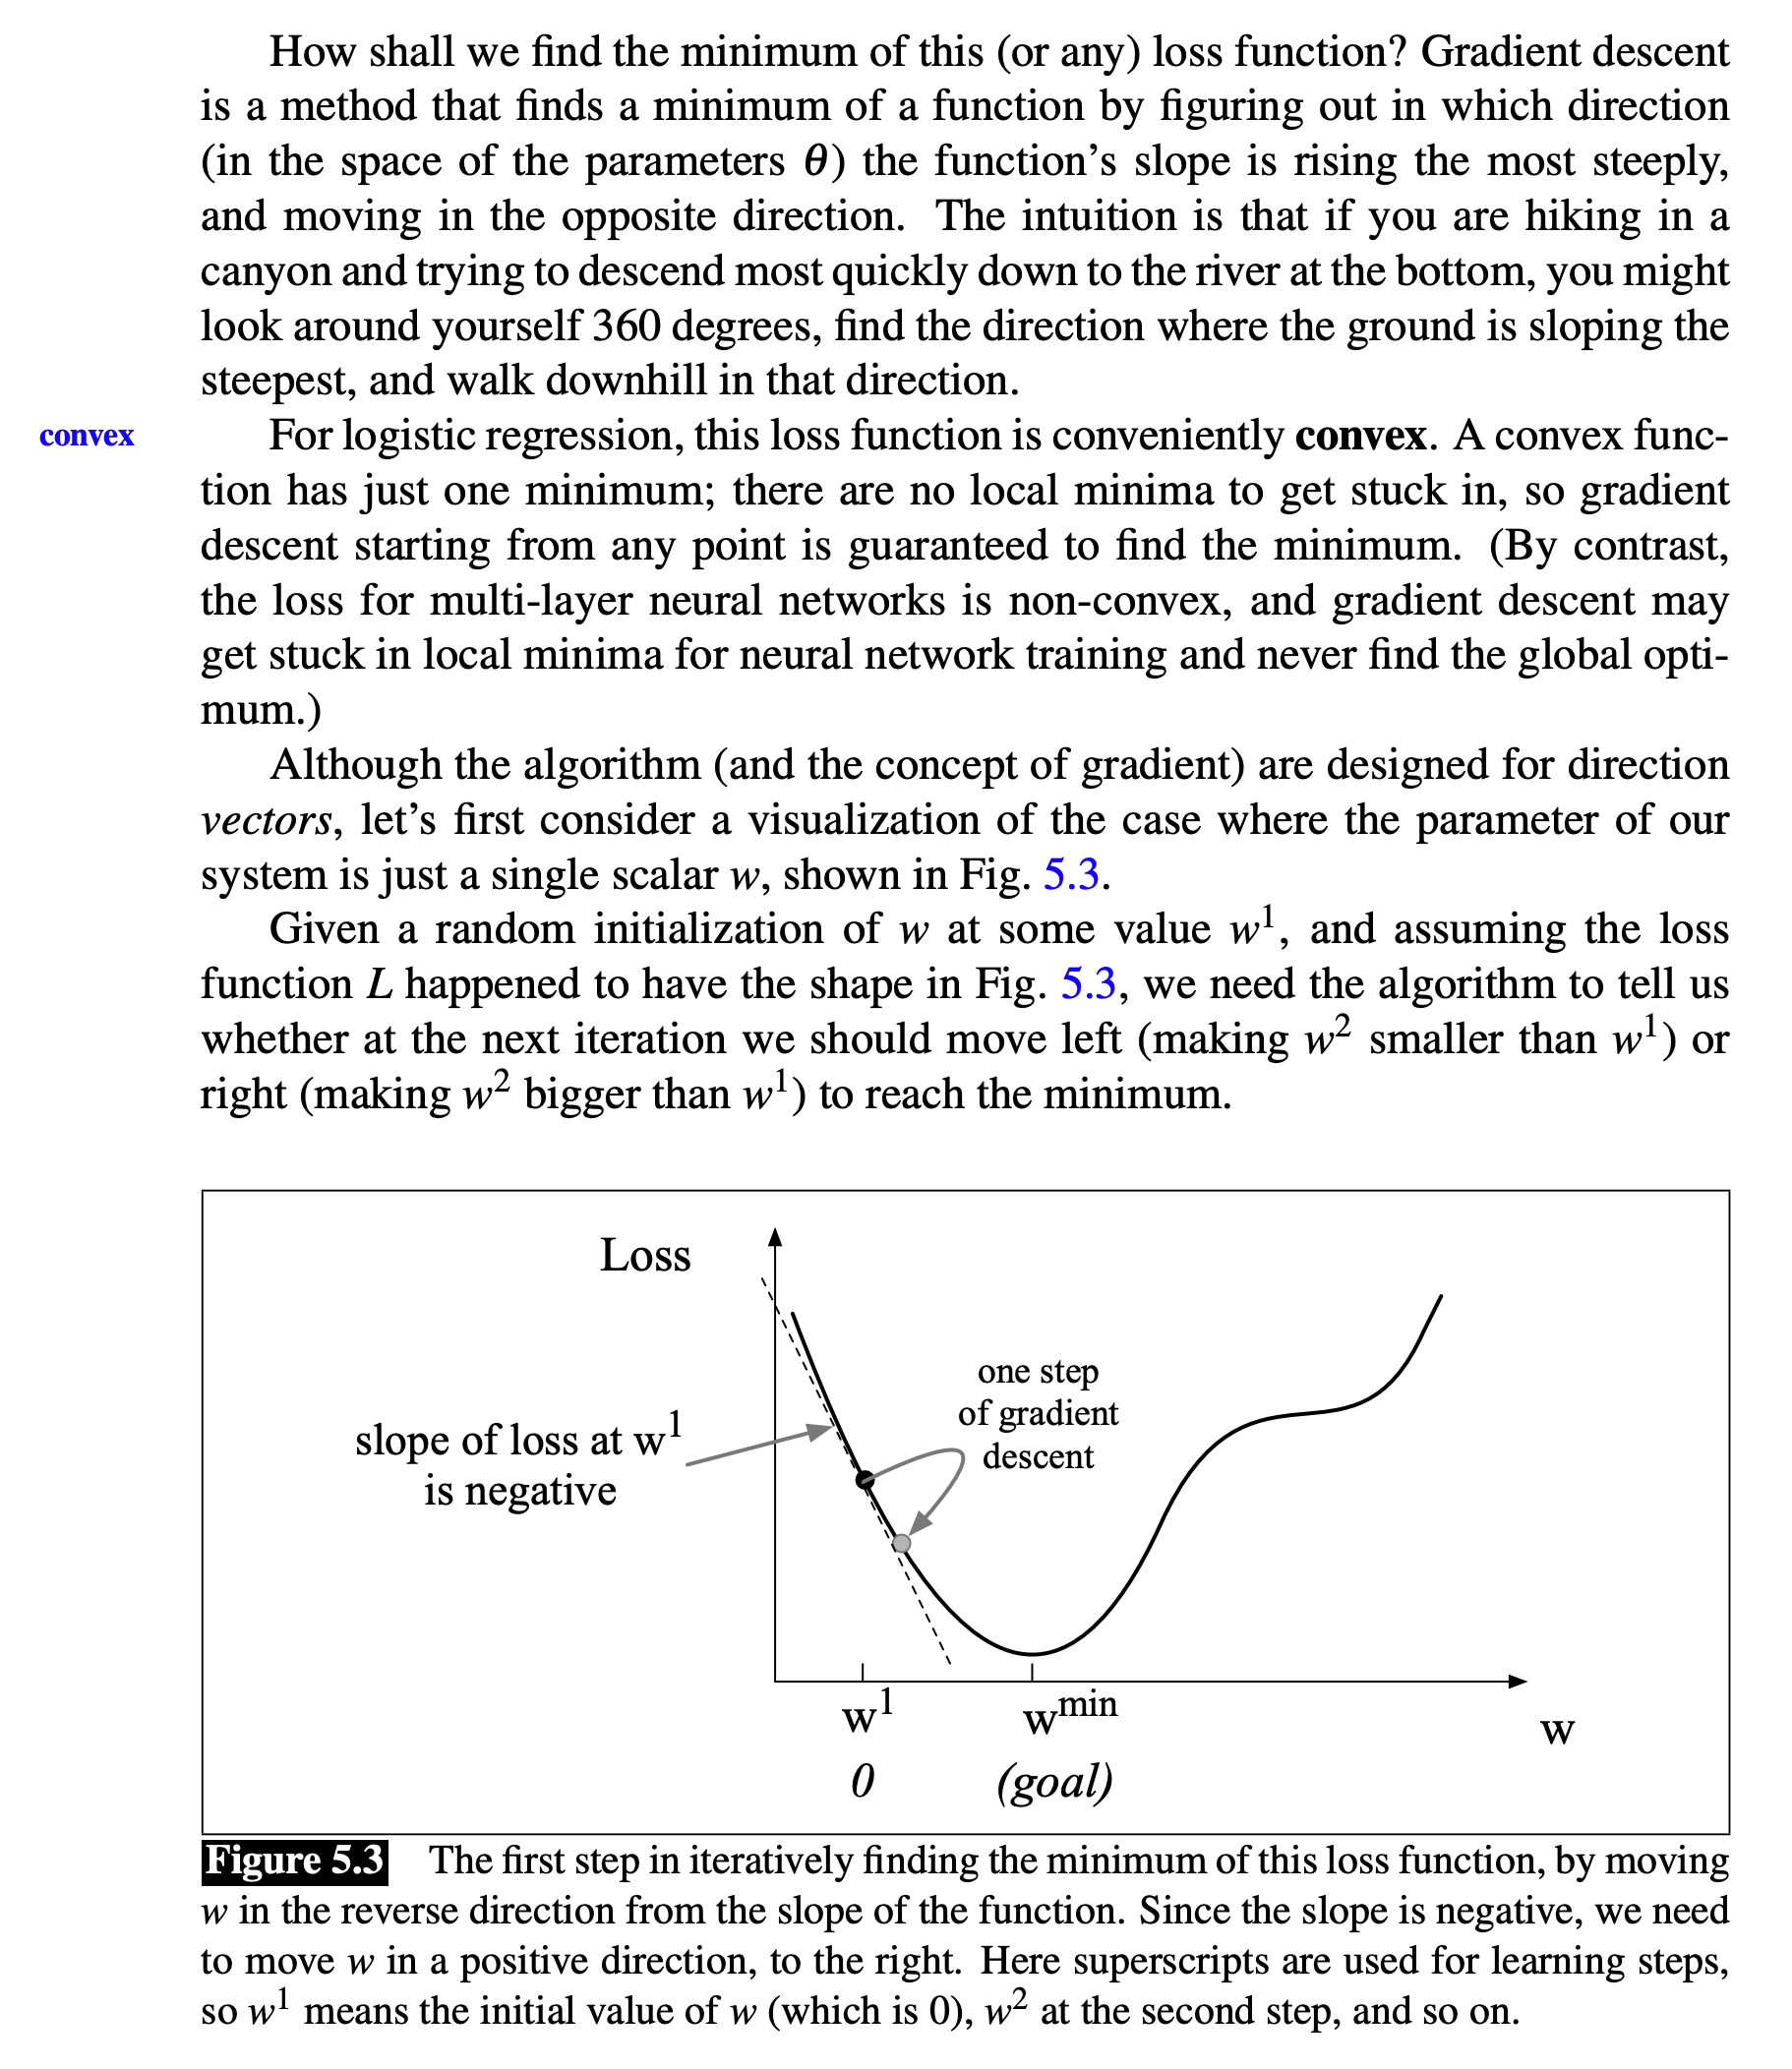 How shall we find the minimum of this (or any) loss function? Gradient descent
is a method that finds a minimum of a function by figuring out in which direction
(in the space of the parameters θ) the function’s slope is rising the most steeply,
and moving in the opposite direction. The intuition is that if you are hiking in a
canyon and trying to descend most quickly down to the river at the bottom, you might
look around yourself 360 degrees, find the direction where the ground is sloping the
steepest, and walk downhill in that direction.
convex
For logistic regression, this loss function is conveniently convex. A convex func-
tion has just one minimum; there are no local minima to get stuck in, so gradient
descent starting from any point is guaranteed to find the minimum. (By contrast,
the loss for multi-layer neural networks is non-convex, and gradient descent may
get stuck in local minima for neural network training and never find the global opti-
mum.)
Although the algorithm (and the concept of gradient) are designed for direction
vectors, let’s first consider a visualization of the case where the parameter of our
system is just a single scalar w, shown in Fig. 5.3.
Given a random initialization of w at some value w¹, and assuming the loss
function L happened to have the shape in Fig. 5.3, we need the algorithm to tell us
whether at the next iteration we should move left (making w² smaller than w¹) or
right (making w² bigger than w¹) to reach the minimum.
Loss
one step
of gradient
descent
slope of loss at w¹
is negative
w¹
wᵐⁱⁿ
w
0
(goal)
Figure 5.3 The first step in iteratively finding the minimum of this loss function, by moving
w in the reverse direction from the slope of the function. Since the slope is negative, we need
to move w in a positive direction, to the right. Here superscripts are used for learning steps,
so w¹ means the initial value of w (which is 0), w² at the second step, and so on.